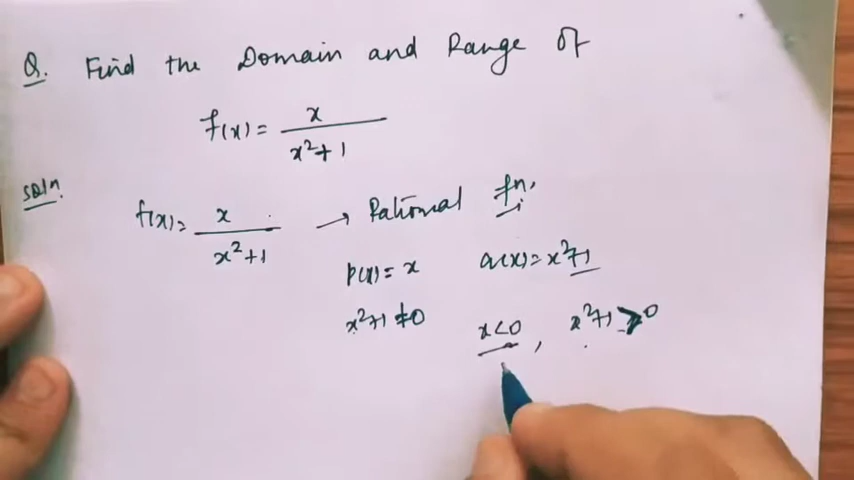 Q. Find the Domain and Range of
f(x) = x / x²+1
Soln.
f(x) = x / x²+1 → Rational fn.
p(x) = x q(x) = x²+1
x²+1 ≠ 0 x<0 , x²+1 > 0